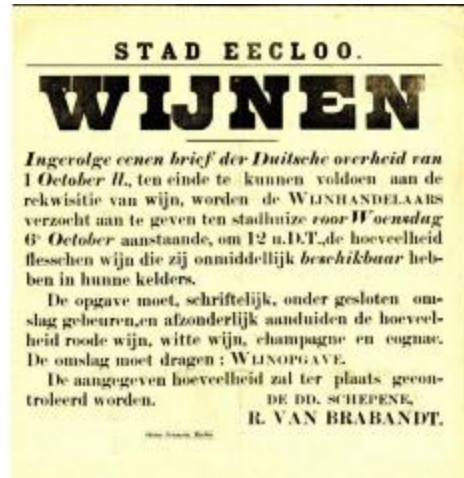 STAD EECLOO.
WIJNEN
Ingevolge eenen brief der Duitsche overheid van
1 October ll., ten einde te kunnen voldoen aan de
rekwisitie van wijn, worden de WIJNHANDELAARS
verzocht aan te geven ten stadhuize voor Woensdag
6e October aanstaande, om 12 u.D.T.,de hoeveelheid
flesschen wijn die zij onmiddellijk beschikbaar heb-
ben in hunne kelders.
De opgave moet, schriftelijk, onder gesloten om-
slag gebeuren,en afzonderlijk aanduiden de hoeveel-
heid roode wijn, witte wijn, champagne en cognac.
De omslag moet dragen : WIJNOPGAVE.
De aangegeven hoeveelheid zal ter plaats gecon-
troleerd worden.
DE DD. SCHEPENE,
R. VAN BRABANDT.